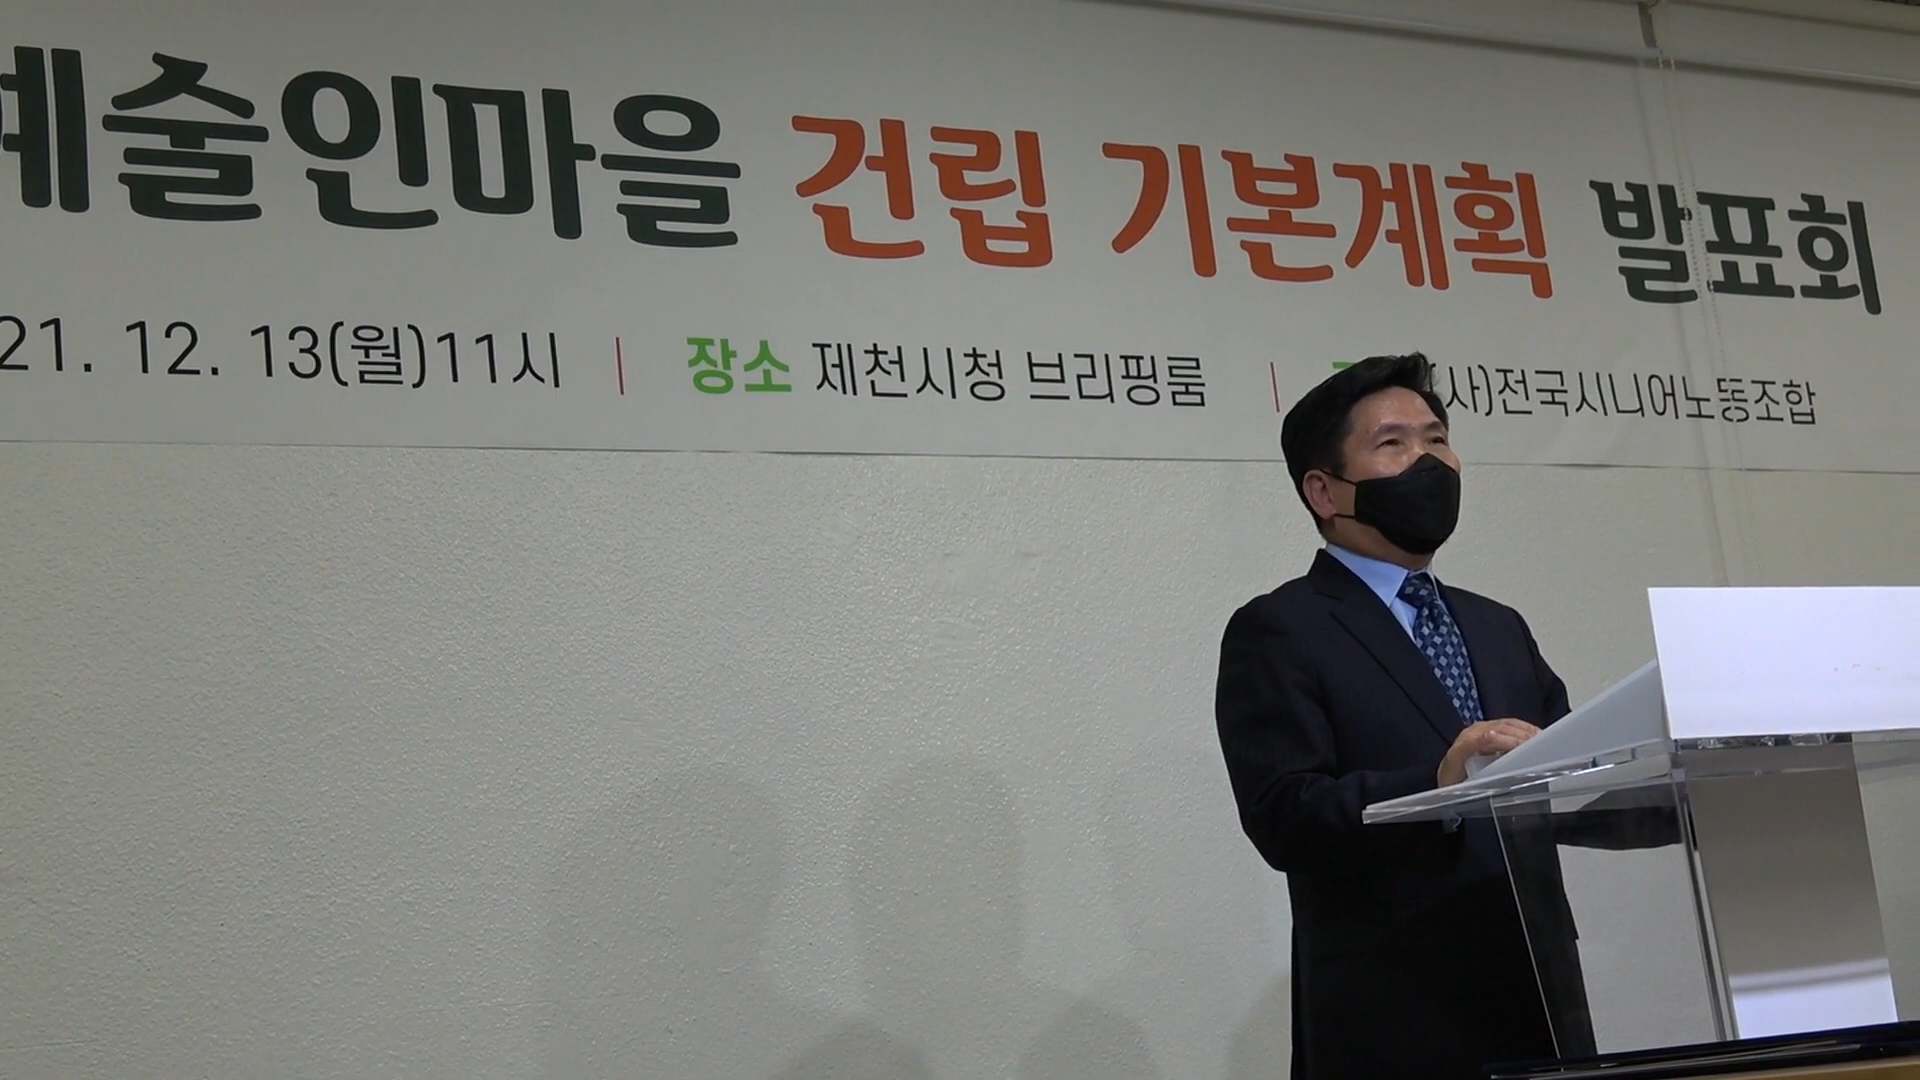 예술인마을 건립 기본계획 발표회
21. 12. 13(월)11시 | 장소 제천시청 브리핑룸 | (사)전국시니어노동조합